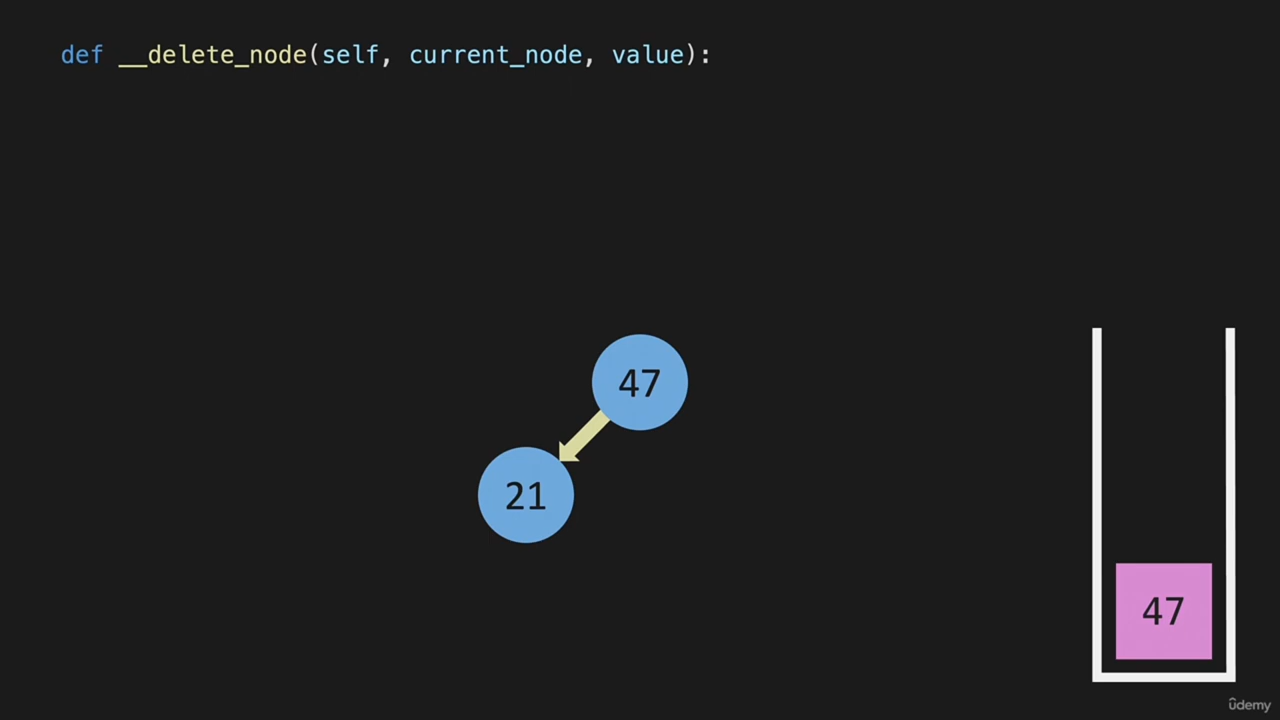 def __delete_node(self, current_node, value):
47
21
47
ûdemy